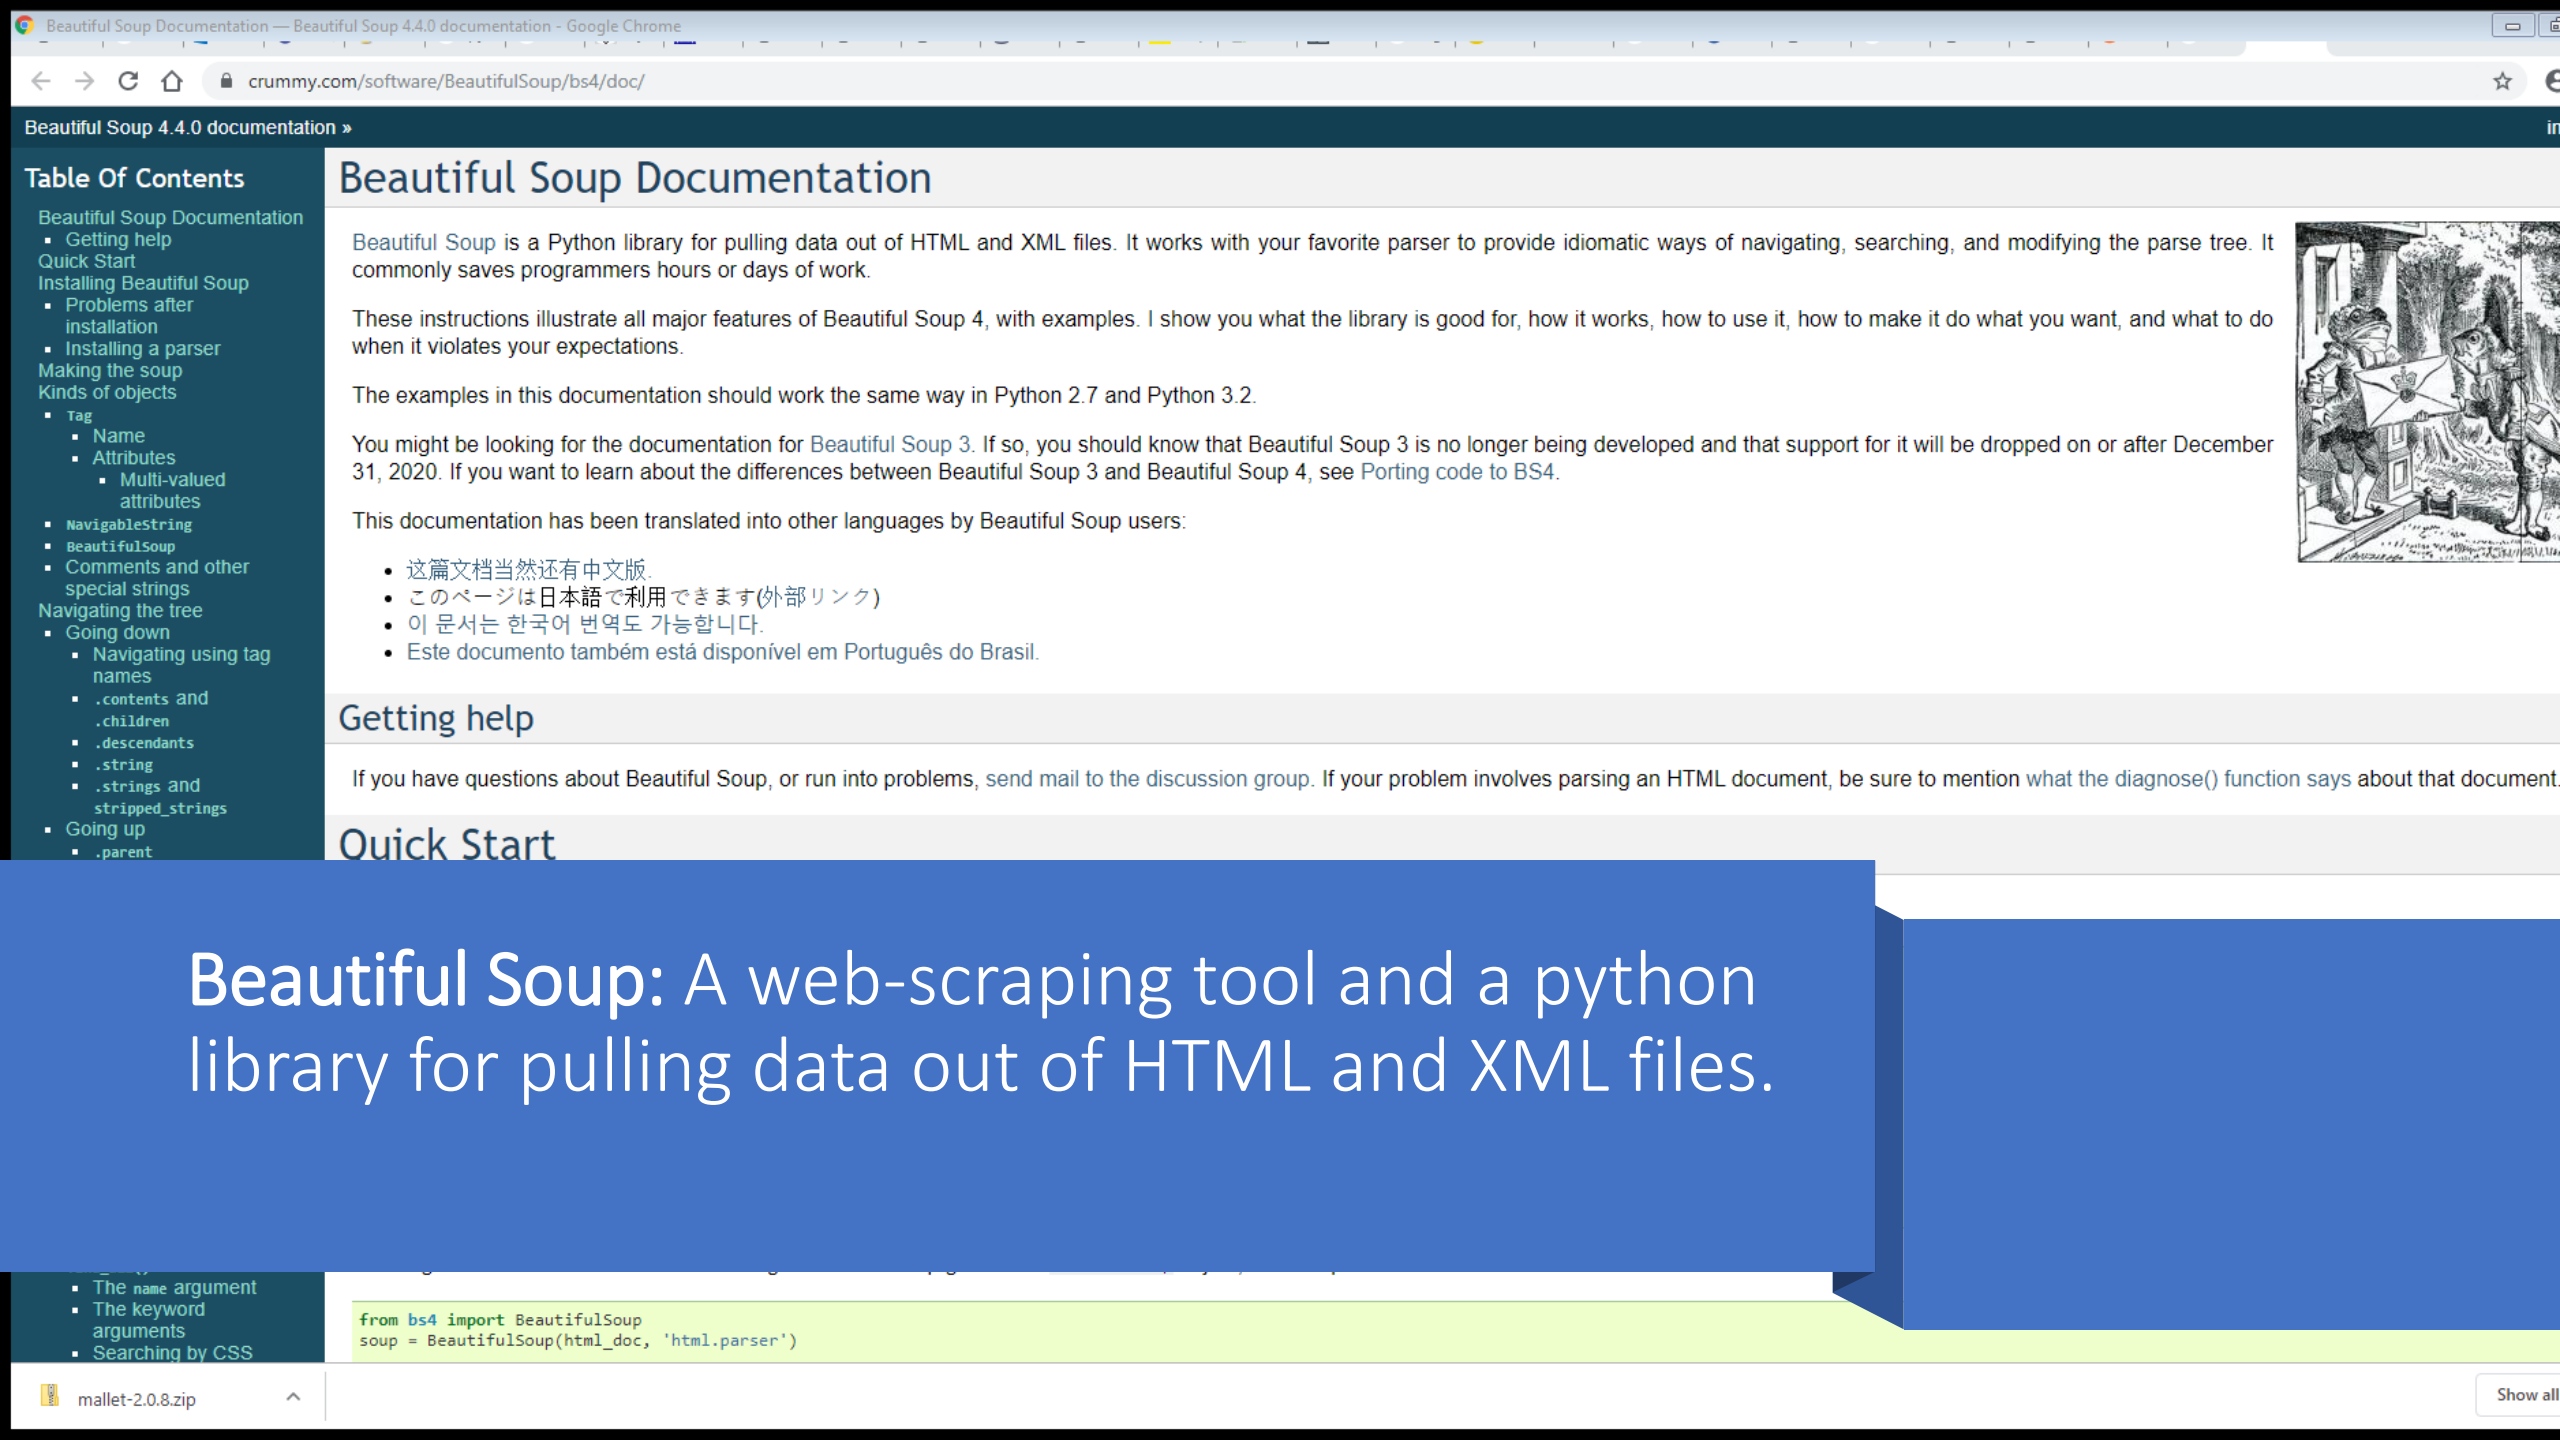 Beautiful Soup Documentation — Beautiful Soup 4.4.0 documentation - Google Chrome
crummy.com/software/BeautifulSoup/bs4/doc/
Beautiful Soup 4.4.0 documentation »
Table Of Contents
Beautiful Soup Documentation
Getting help
Quick Start
Installing Beautiful Soup
Problems after
installation
Installing a parser
Making the soup
Kinds of objects
Tag
Name
Attributes
Multi-valued
attributes
NavigableString
BeautifulSoup
Comments and other
special strings
Navigating the tree
Going down
Navigating using tag
names
.contents and
.children
.descendants
.string
.strings and
stripped_strings
Going up
.parent
The name argument
The keyword
arguments
Searching by CSS
Beautiful Soup Documentation
Beautiful Soup is a Python library for pulling data out of HTML and XML files. It works with your favorite parser to provide idiomatic ways of navigating, searching, and modifying the parse tree. It
commonly saves programmers hours or days of work.
These instructions illustrate all major features of Beautiful Soup 4, with examples. I show you what the library is good for, how it works, how to use it, how to make it do what you want, and what to do
when it violates your expectations.
The examples in this documentation should work the same way in Python 2.7 and Python 3.2.
You might be looking for the documentation for Beautiful Soup 3. If so, you should know that Beautiful Soup 3 is no longer being developed and that support for it will be dropped on or after December
31, 2020. If you want to learn about the differences between Beautiful Soup 3 and Beautiful Soup 4, see Porting code to BS4.
This documentation has been translated into other languages by Beautiful Soup users:
这篇文档当然还有中文版.
このページは日本語で利用できます(外部リンク)
이 문서는 한국어 번역도 가능합니다.
Este documento também está disponível em Português do Brasil.
Getting help
If you have questions about Beautiful Soup, or run into problems, send mail to the discussion group. If your problem involves parsing an HTML document, be sure to mention what the diagnose() function says about that document.
Quick Start
Beautiful Soup: A web-scraping tool and a python
library for pulling data out of HTML and XML files.
from bs4 import BeautifulSoup
soup = BeautifulSoup(html_doc, 'html.parser')
mallet-2.0.8.zip
Show all